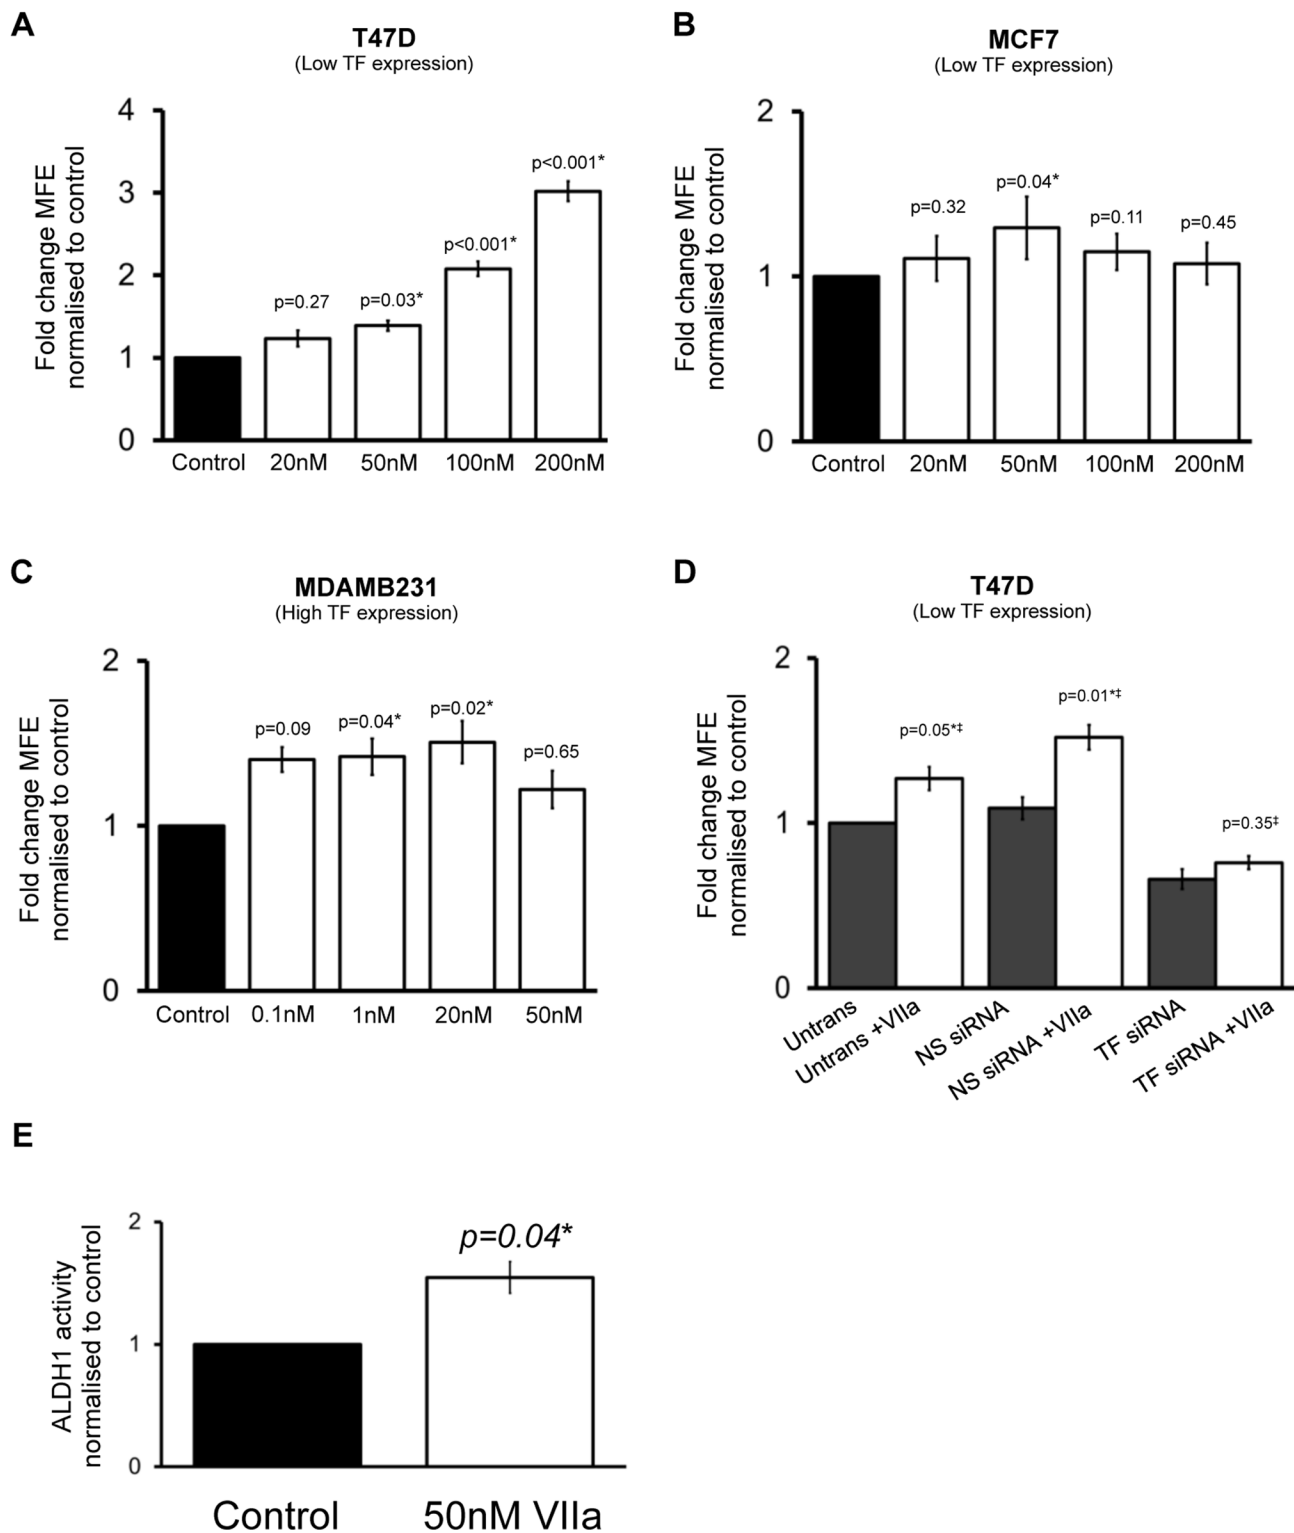 A
T47D
(Low TF expression)
Fold change MFE
normalised to control
4
3
2
1
0
p=0.27
p=0.03*
p<0.001*
p<0.001*
Control 20nM 50nM 100nM 200nM
B
MCF7
(Low TF expression)
Fold change MFE
normalised to control
2
1
0
p=0.32
p=0.04*
p=0.11
p=0.45
Control 20nM 50nM 100nM 200nM
C
MDAMB231
(High TF expression)
Fold change MFE
normalised to control
2
1
0
p=0.09
p=0.04*
p=0.02*
p=0.65
Control 0.1nM 1nM 20nM 50nM
D
T47D
(Low TF expression)
Fold change MFE
normalised to control
2
1
0
p=0.05*‡
p=0.01*‡
p=0.35‡
Untrans
Untrans +VIIa
NS siRNA
NS siRNA +VIIa
TF siRNA
TF siRNA +VIIa
E
ALDH1 activity
normalised to control
2
1
0
p=0.04*
Control 50nM VIIa